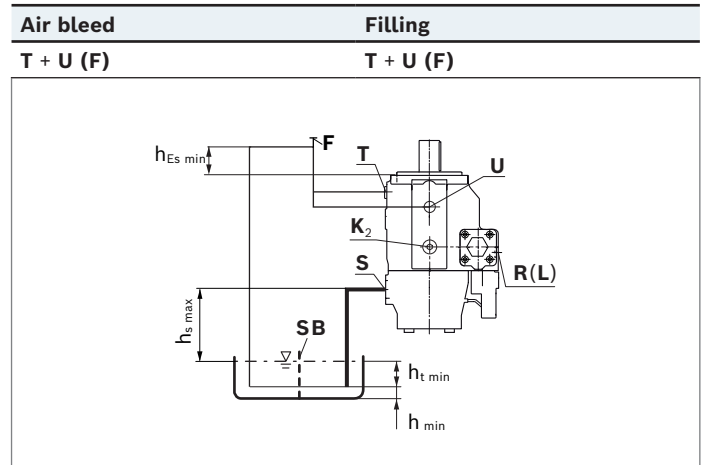 Air bleed Filling
T + U (F) T + U (F)
F
hEs min
T
U
K2
S
R(L)
hs max
SB
ht min
h min